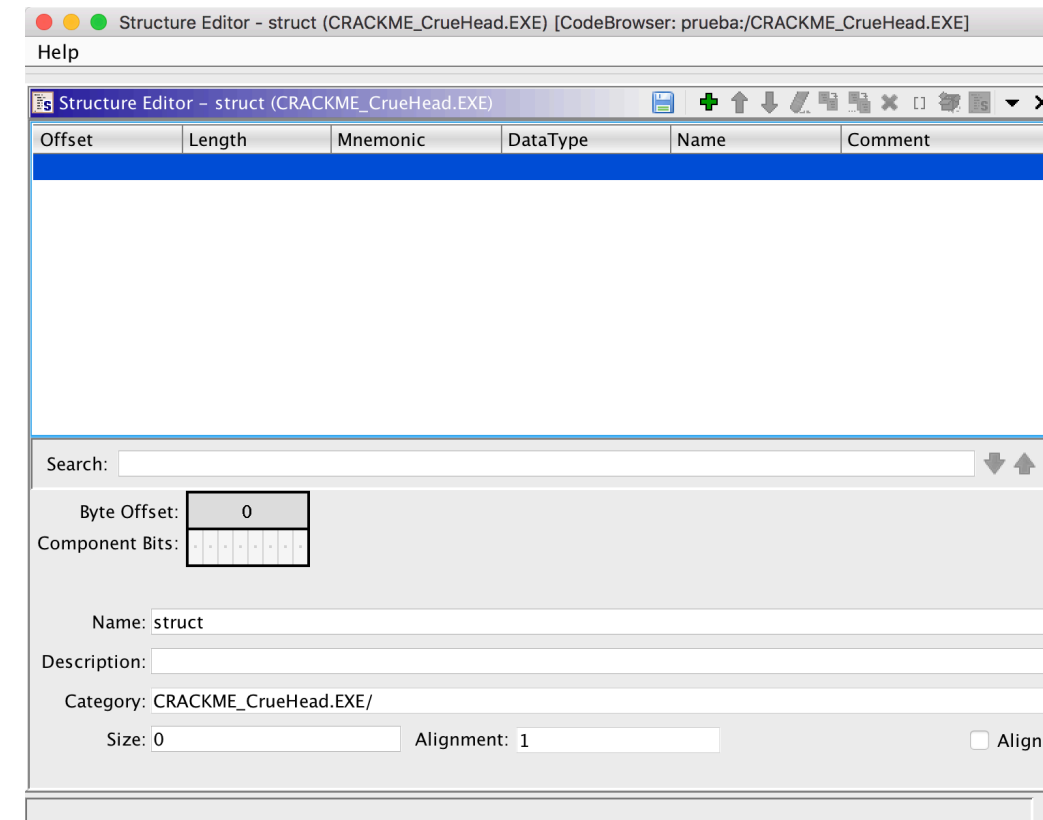 Structure Editor - struct (CRACKME_CrueHead.EXE) [CodeBrowser: prueba:/CRACKME_CrueHead.EXE]
Help
Structure Editor - struct (CRACKME_CrueHead.EXE)
Offset Length Mnemonic DataType Name Comment
Search:
Byte Offset: 0
Component Bits:
Name: struct
Description:
Category: CRACKME_CrueHead.EXE/
Size: 0 Alignment: 1 Align